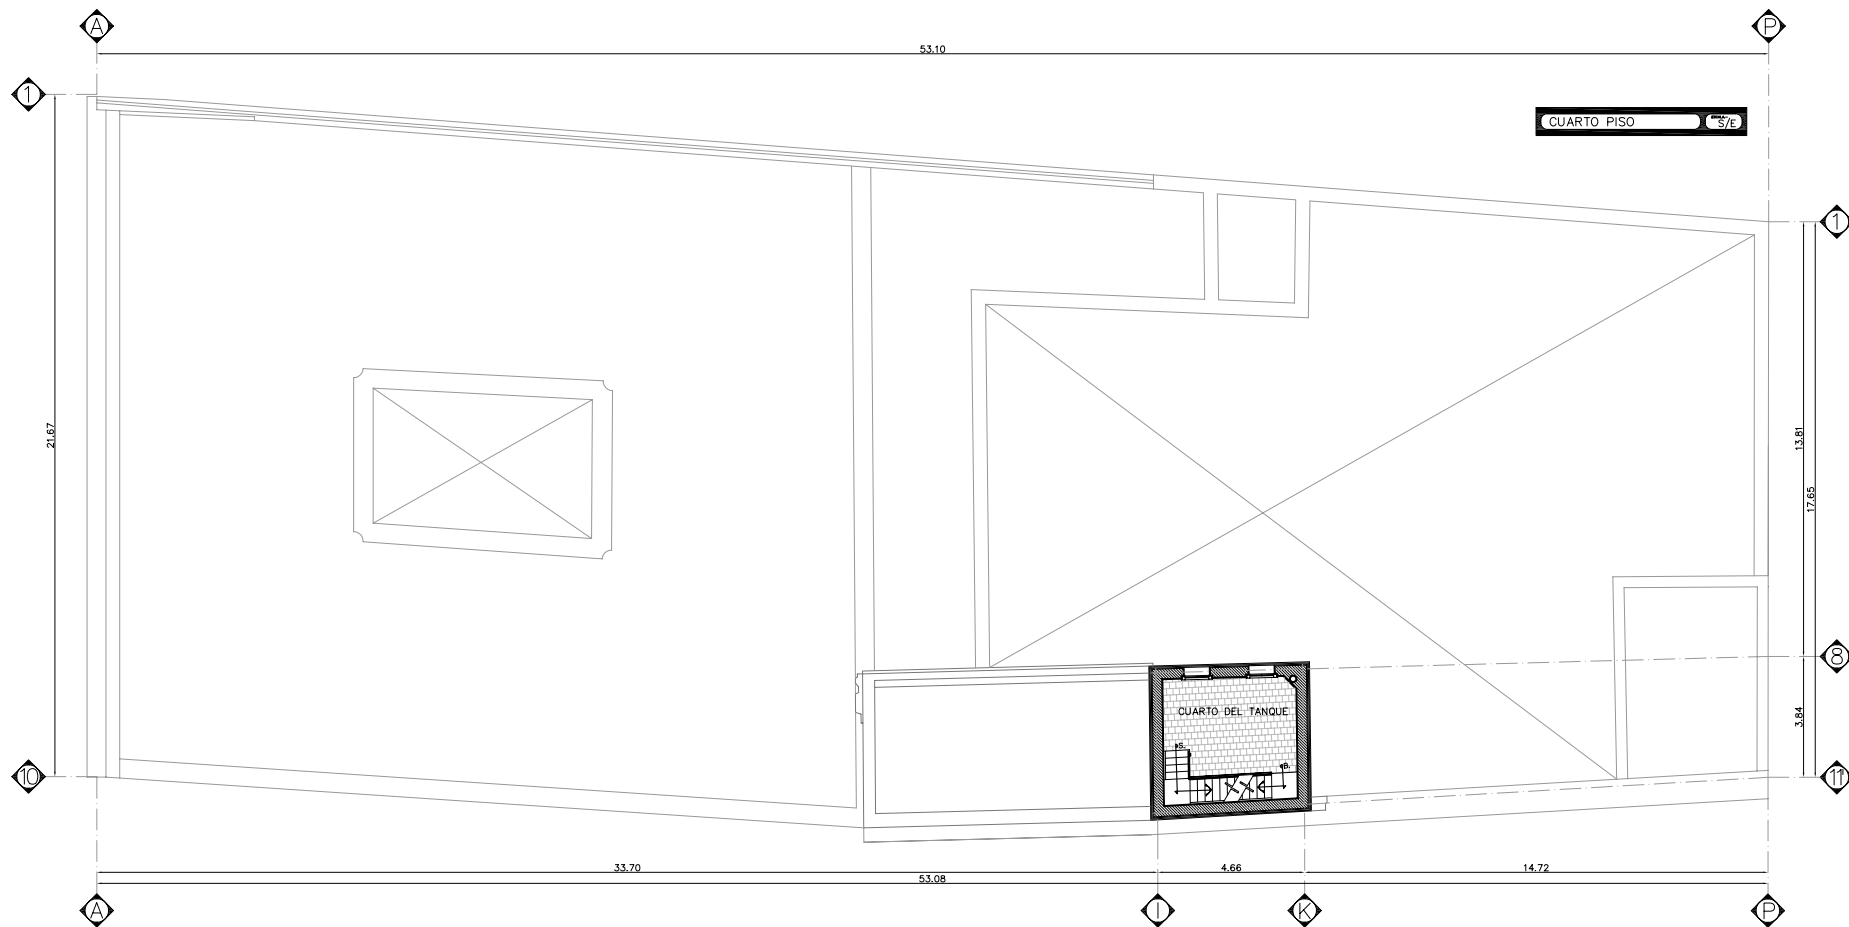 A
P
53.10
1
CUARTO PISO
S/E
1
21.67
13.81
17.65
8
CUARTO DEL TANQUE
3.84
S.
B.
10
11
33.70
4.66
14.72
53.08
A
I
K
P